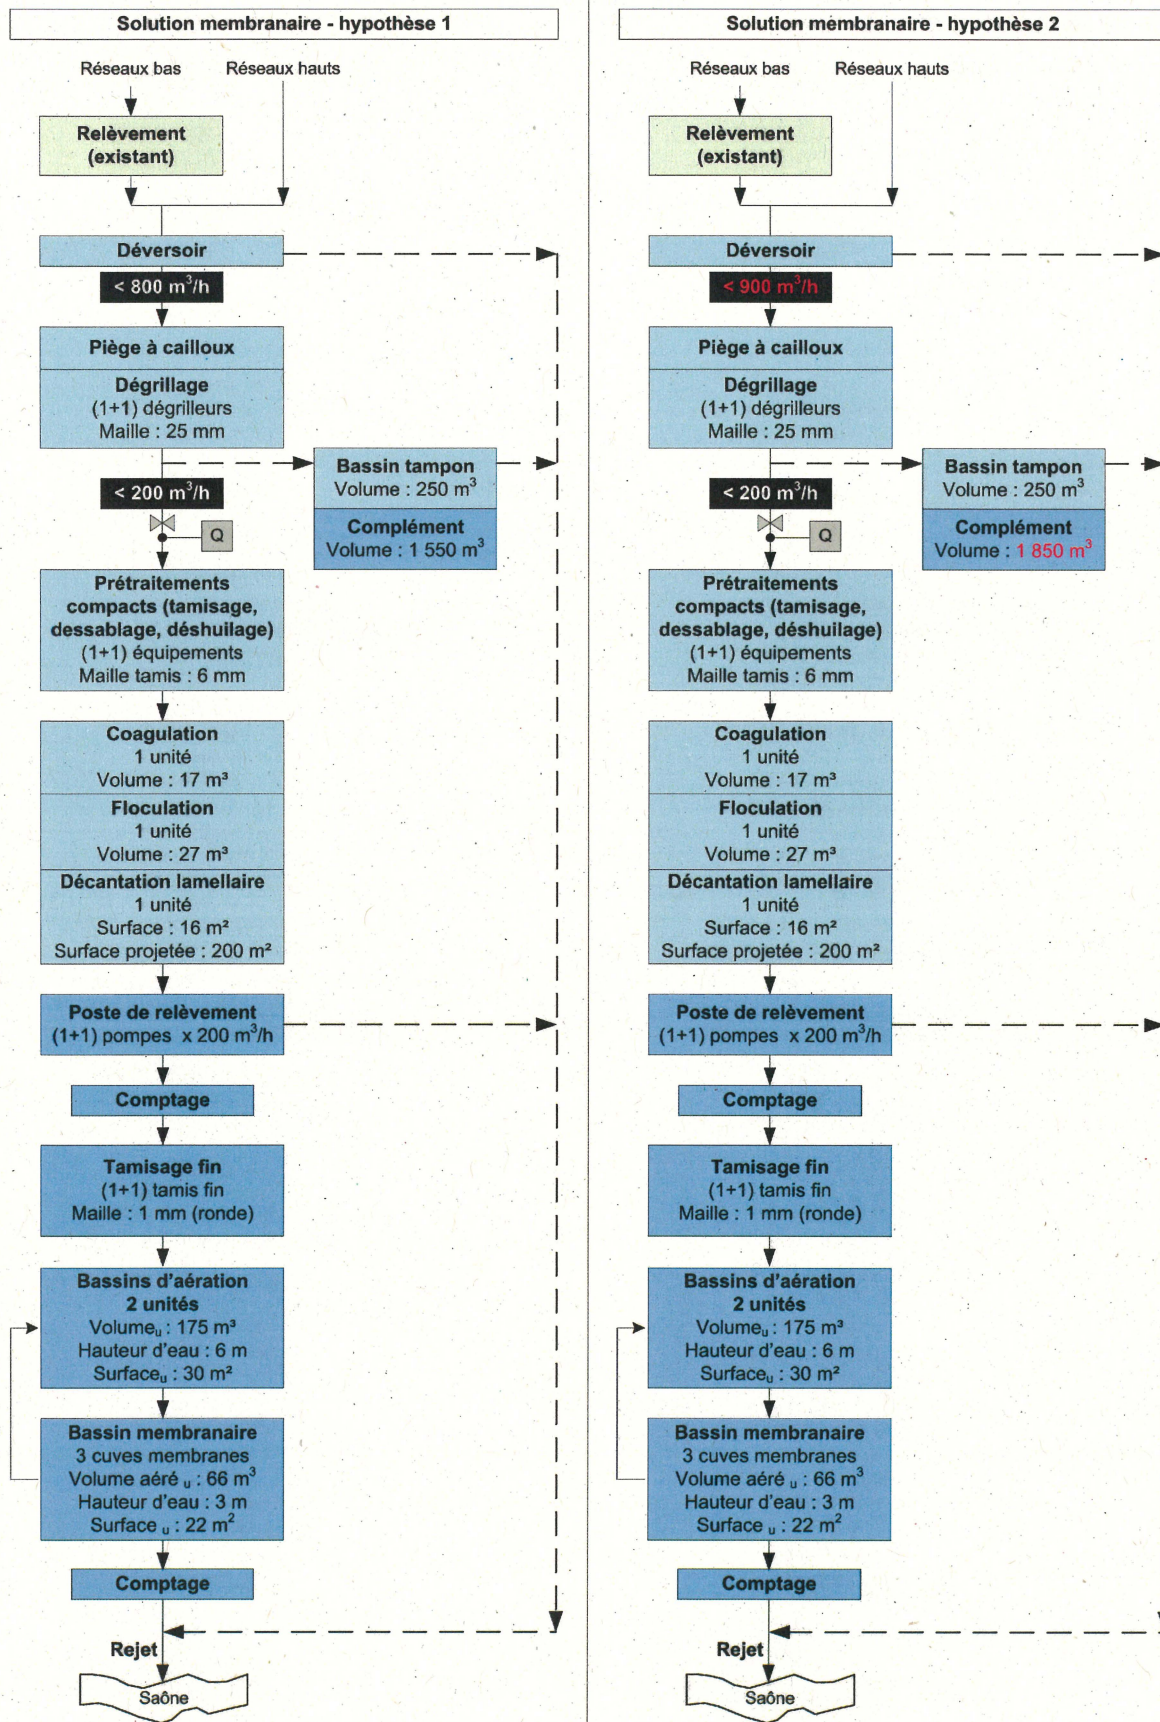 Solution membranaire - hypothèse 1
Réseaux bas
Réseaux hauts
Relèvement
(existant)
Déversoir
< 800 m³/h
Piège à cailloux
Dégrillage
(1+1) dégrilleurs
Maille : 25 mm
Bassin tampon
Volume : 250 m³
< 200 m³/h
Complément
Volume : 1 550 m³
Q
Prétraitements
compacts (tamisage,
dessablage, déshuilage)
(1+1) équipements
Maille tamis : 6 mm
Coagulation
1 unité
Volume : 17 m³
Floculation
1 unité
Volume : 27 m³
Décantation lamellaire
1 unité
Surface : 16 m²
Surface projetée : 200 m²
Poste de relèvement
(1+1) pompes x 200 m³/h
Comptage
Tamisage fin
(1+1) tamis fin
Maille : 1 mm (ronde)
Bassins d'aération
2 unités
Volumeᵤ : 175 m³
Hauteur d'eau : 6 m
Surfaceᵤ : 30 m²
Bassin membranaire
3 cuves membranes
Volume aéré ᵤ : 66 m³
Hauteur d'eau : 3 m
Surface ᵤ : 22 m²
Comptage
Rejet
Saône
Solution membranaire - hypothèse 2
Réseaux bas
Réseaux hauts
Relèvement
(existant)
Déversoir
< 900 m³/h
Piège à cailloux
Dégrillage
(1+1) dégrilleurs
Maille : 25 mm
Bassin tampon
Volume : 250 m³
< 200 m³/h
Complément
Volume : 1 850 m³
Q
Prétraitements
compacts (tamisage,
dessablage, déshuilage)
(1+1) équipements
Maille tamis : 6 mm
Coagulation
1 unité
Volume : 17 m³
Floculation
1 unité
Volume : 27 m³
Décantation lamellaire
1 unité
Surface : 16 m²
Surface projetée : 200 m²
Poste de relèvement
(1+1) pompes x 200 m³/h
Comptage
Tamisage fin
(1+1) tamis fin
Maille : 1 mm (ronde)
Bassins d'aération
2 unités
Volumeᵤ : 175 m³
Hauteur d'eau : 6 m
Surfaceᵤ : 30 m²
Bassin membranaire
3 cuves membranes
Volume aéré ᵤ : 66 m³
Hauteur d'eau : 3 m
Surface ᵤ : 22 m²
Comptage
Rejet
Saône